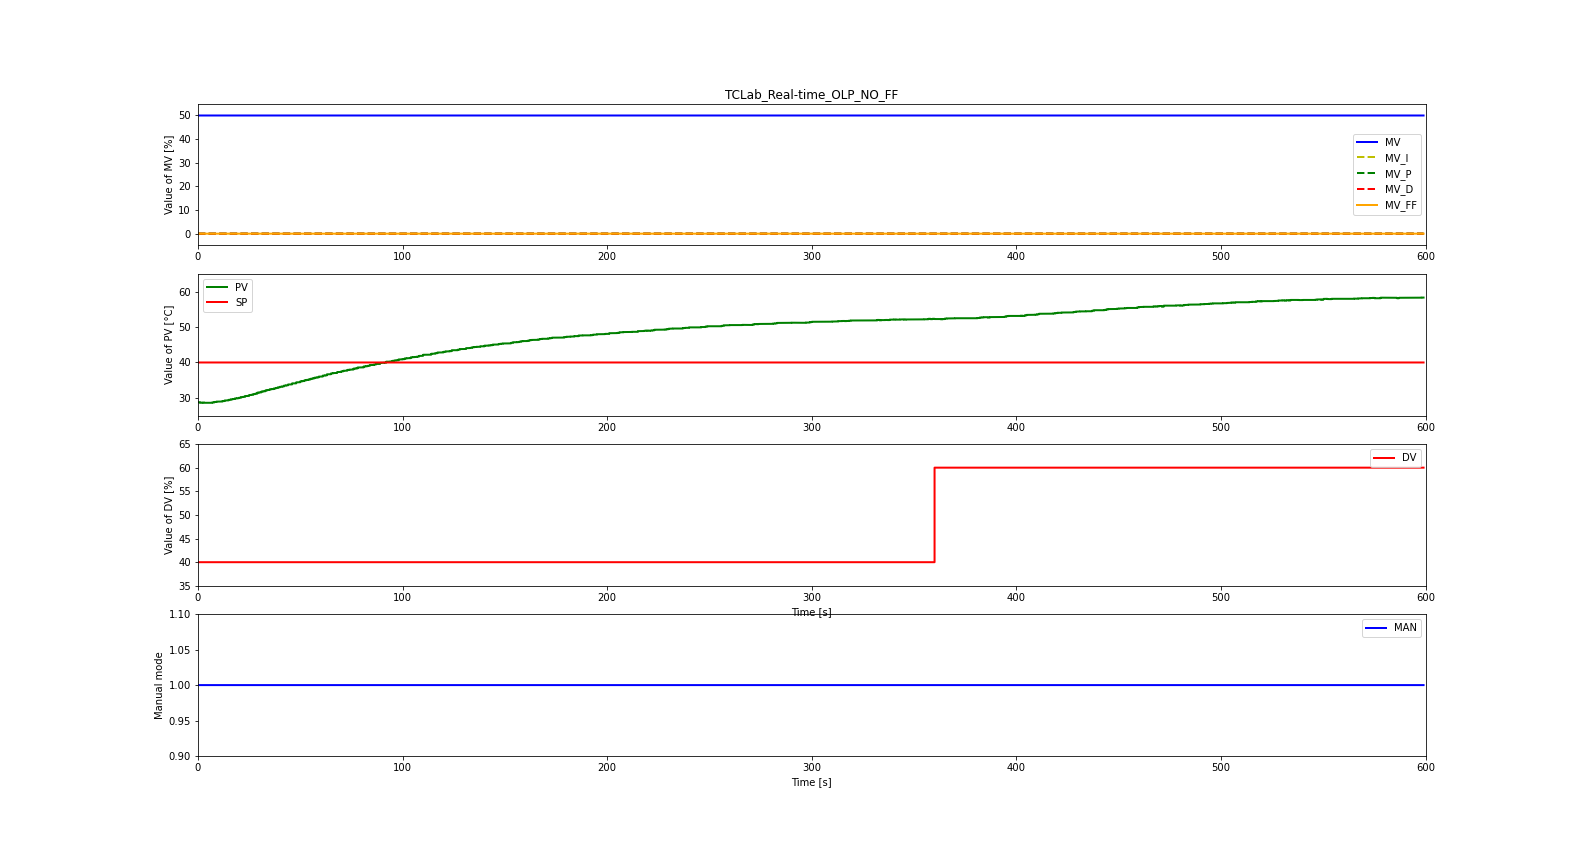 TCLab_Real-time_OLP_NO_FF
Value of MV [%]
50
40
30
20
10
0
MV
MV_I
MV_P
MV_D
MV_FF
0 100 200 300 400 500 600
Value of PV [°C]
60
50
40
30
PV
SP
0 100 200 300 400 500 600
Value of DV [%]
65
60
55
50
45
40
35
DV
0 100 200 300 400 500 600
Time [s]
Manual mode
1.10
1.05
1.00
0.95
0.90
MAN
0 100 200 300 400 500 600
Time [s]